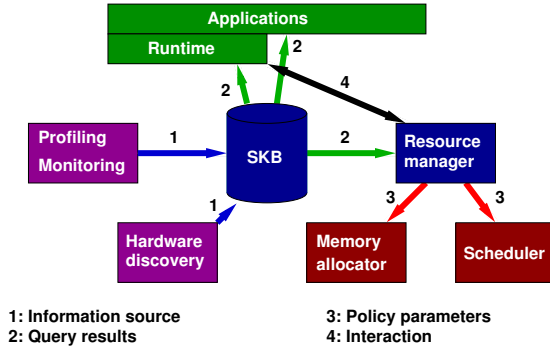 Applications
Runtime
2
2
4
Profiling
Monitoring
1
SKB
2
Resource
manager
1
3
3
Hardware
discovery
Memory
allocator
Scheduler
1: Information source
2: Query results
3: Policy parameters
4: Interaction